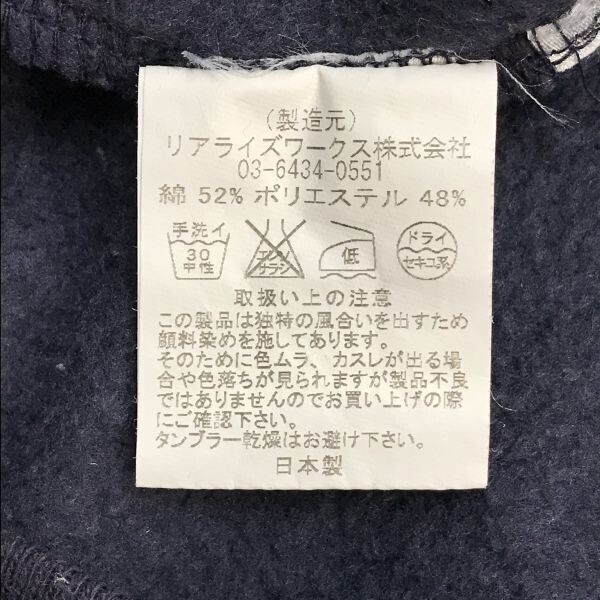 （製造元）
リアライズワークス株式会社
03-6434-0551
綿 52% ポリエステル 48%
手洗イ
30
中性
エンソ
サラシ
低
ドライ
セキユ系
取扱い上の注意
この製品は独特の風合いを出すため
顔料染めを施してあります。
そのために色ムラ、カスレが出る場
合や色落ちが見られますが製品不良
ではありませんのでお買い上げの際
にご確認下さい。
タンブラー乾燥はお避け下さい。
日本製